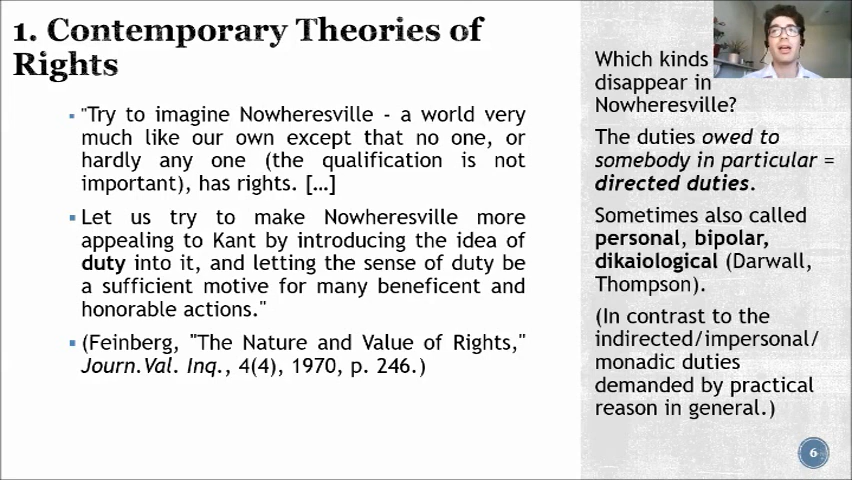 1. Contemporary Theories of
Rights
"Try to imagine Nowheresville - a world very
much like our own except that no one, or
hardly any one (the qualification is not
important), has rights. […]
Let us try to make Nowheresville more
appealing to Kant by introducing the idea of
duty into it, and letting the sense of duty be
a sufficient motive for many beneficent and
honorable actions."
(Feinberg, "The Nature and Value of Rights,"
Journ.Val. Inq., 4(4), 1970, p. 246.)
Which kinds
disappear in
Nowheresville?
The duties owed to
somebody in particular =
directed duties.
Sometimes also called
personal, bipolar,
dikaiological (Darwall,
Thompson).
(In contrast to the
indirected/impersonal/
monadic duties
demanded by practical
reason in general.)
6